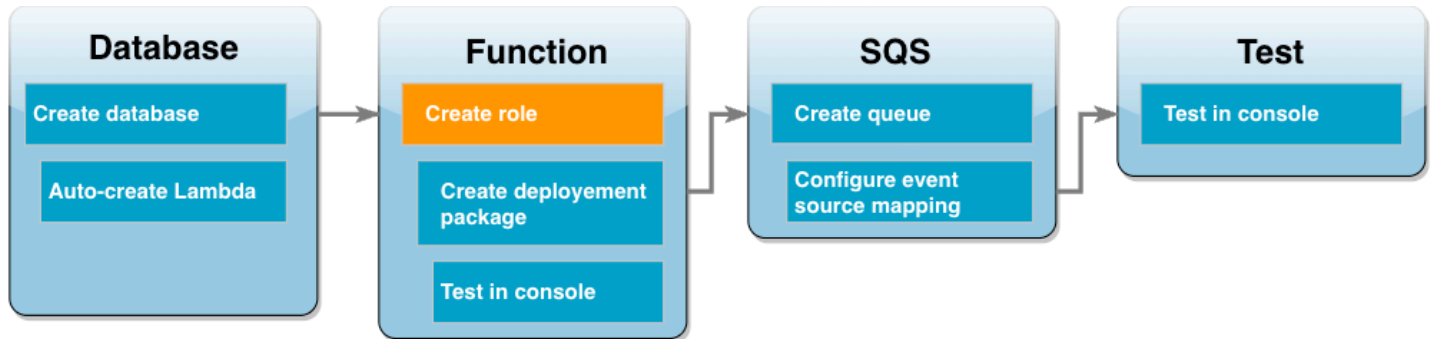 Database
Create database
Auto-create Lambda
Function
Create role
Create deployement
package
Test in console
SQS
Create queue
Configure event
source mapping
Test
Test in console